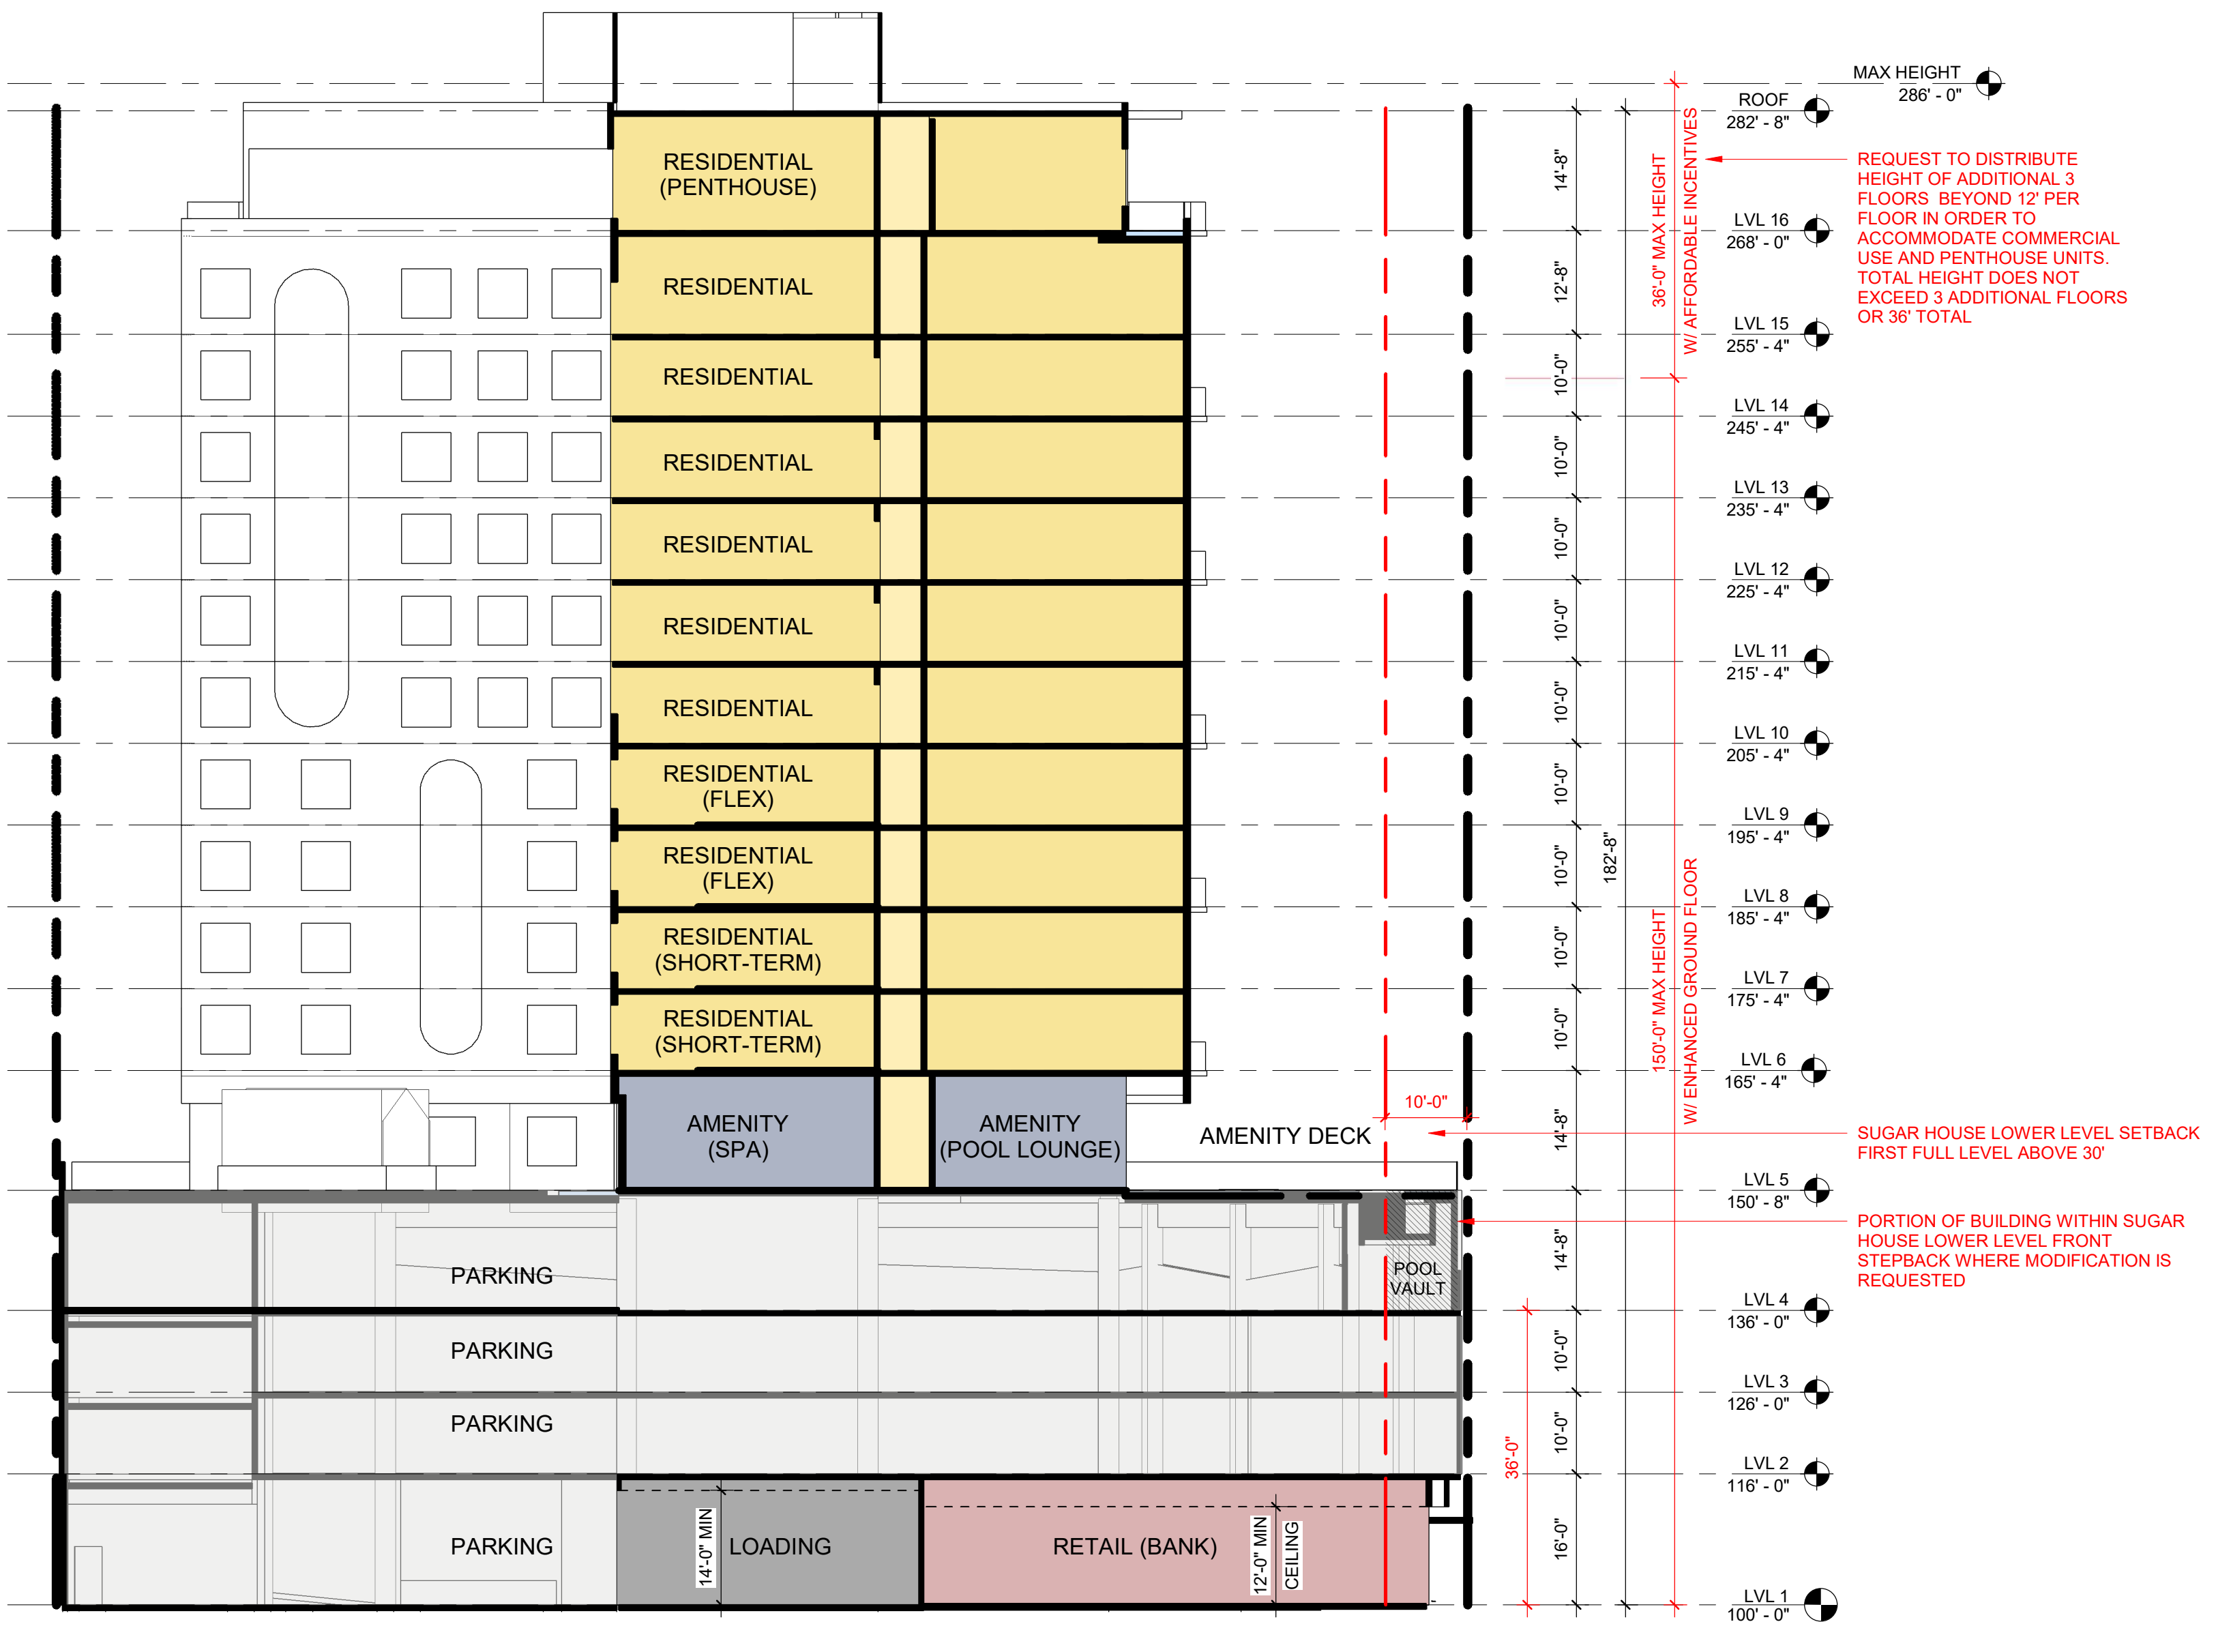 MAX HEIGHT
286' - 0"
ROOF
282' - 8"
LVL 16
268' - 0"
LVL 15
255' - 4"
LVL 14
245' - 4"
LVL 13
235' - 4"
LVL 12
225' - 4"
LVL 11
215' - 4"
LVL 10
205' - 4"
LVL 9
195' - 4"
LVL 8
185' - 4"
LVL 7
175' - 4"
LVL 6
165' - 4"
LVL 5
150' - 8"
LVL 4
136' - 0"
LVL 3
126' - 0"
LVL 2
116' - 0"
LVL 1
100' - 0"
REQUEST TO DISTRIBUTE
HEIGHT OF ADDITIONAL 3
FLOORS BEYOND 12' PER
FLOOR IN ORDER TO
ACCOMMODATE COMMERCIAL
USE AND PENTHOUSE UNITS.
TOTAL HEIGHT DOES NOT
EXCEED 3 ADDITIONAL FLOORS
OR 36' TOTAL
SUGAR HOUSE LOWER LEVEL SETBACK
FIRST FULL LEVEL ABOVE 30'
PORTION OF BUILDING WITHIN SUGAR
HOUSE LOWER LEVEL FRONT
STEPBACK WHERE MODIFICATION IS
REQUESTED
36'-0" MAX HEIGHT
W/ AFFORDABLE INCENTIVES
150'-0" MAX HEIGHT
W/ ENHANCED GROUND FLOOR
182'-8"
14'-8"
12'-8"
10'-0"
10'-0"
10'-0"
10'-0"
10'-0"
10'-0"
10'-0"
10'-0"
10'-0"
14'-8"
14'-8"
10'-0"
10'-0"
16'-0"
36'-0"
10'-0"
RESIDENTIAL
(PENTHOUSE)
RESIDENTIAL
RESIDENTIAL
RESIDENTIAL
RESIDENTIAL
RESIDENTIAL
RESIDENTIAL
RESIDENTIAL
(FLEX)
RESIDENTIAL
(FLEX)
RESIDENTIAL
(SHORT-TERM)
RESIDENTIAL
(SHORT-TERM)
AMENITY
(SPA)
AMENITY
(POOL LOUNGE)
AMENITY DECK
PARKING
POOL
VAULT
PARKING
PARKING
PARKING
14'-0" MIN
LOADING
RETAIL (BANK)
12'-0" MIN
CEILING